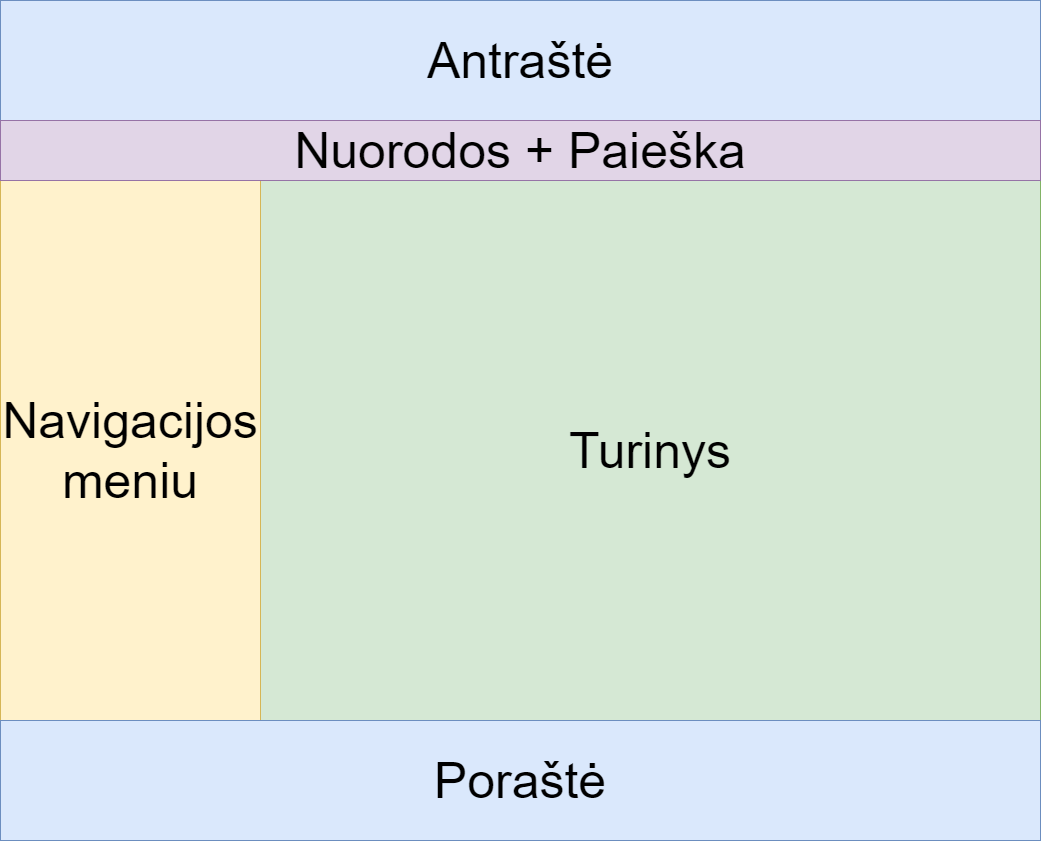 Antraštė
Nuorodos + Paieška
Navigacijos
meniu
Turinys
Poraštė